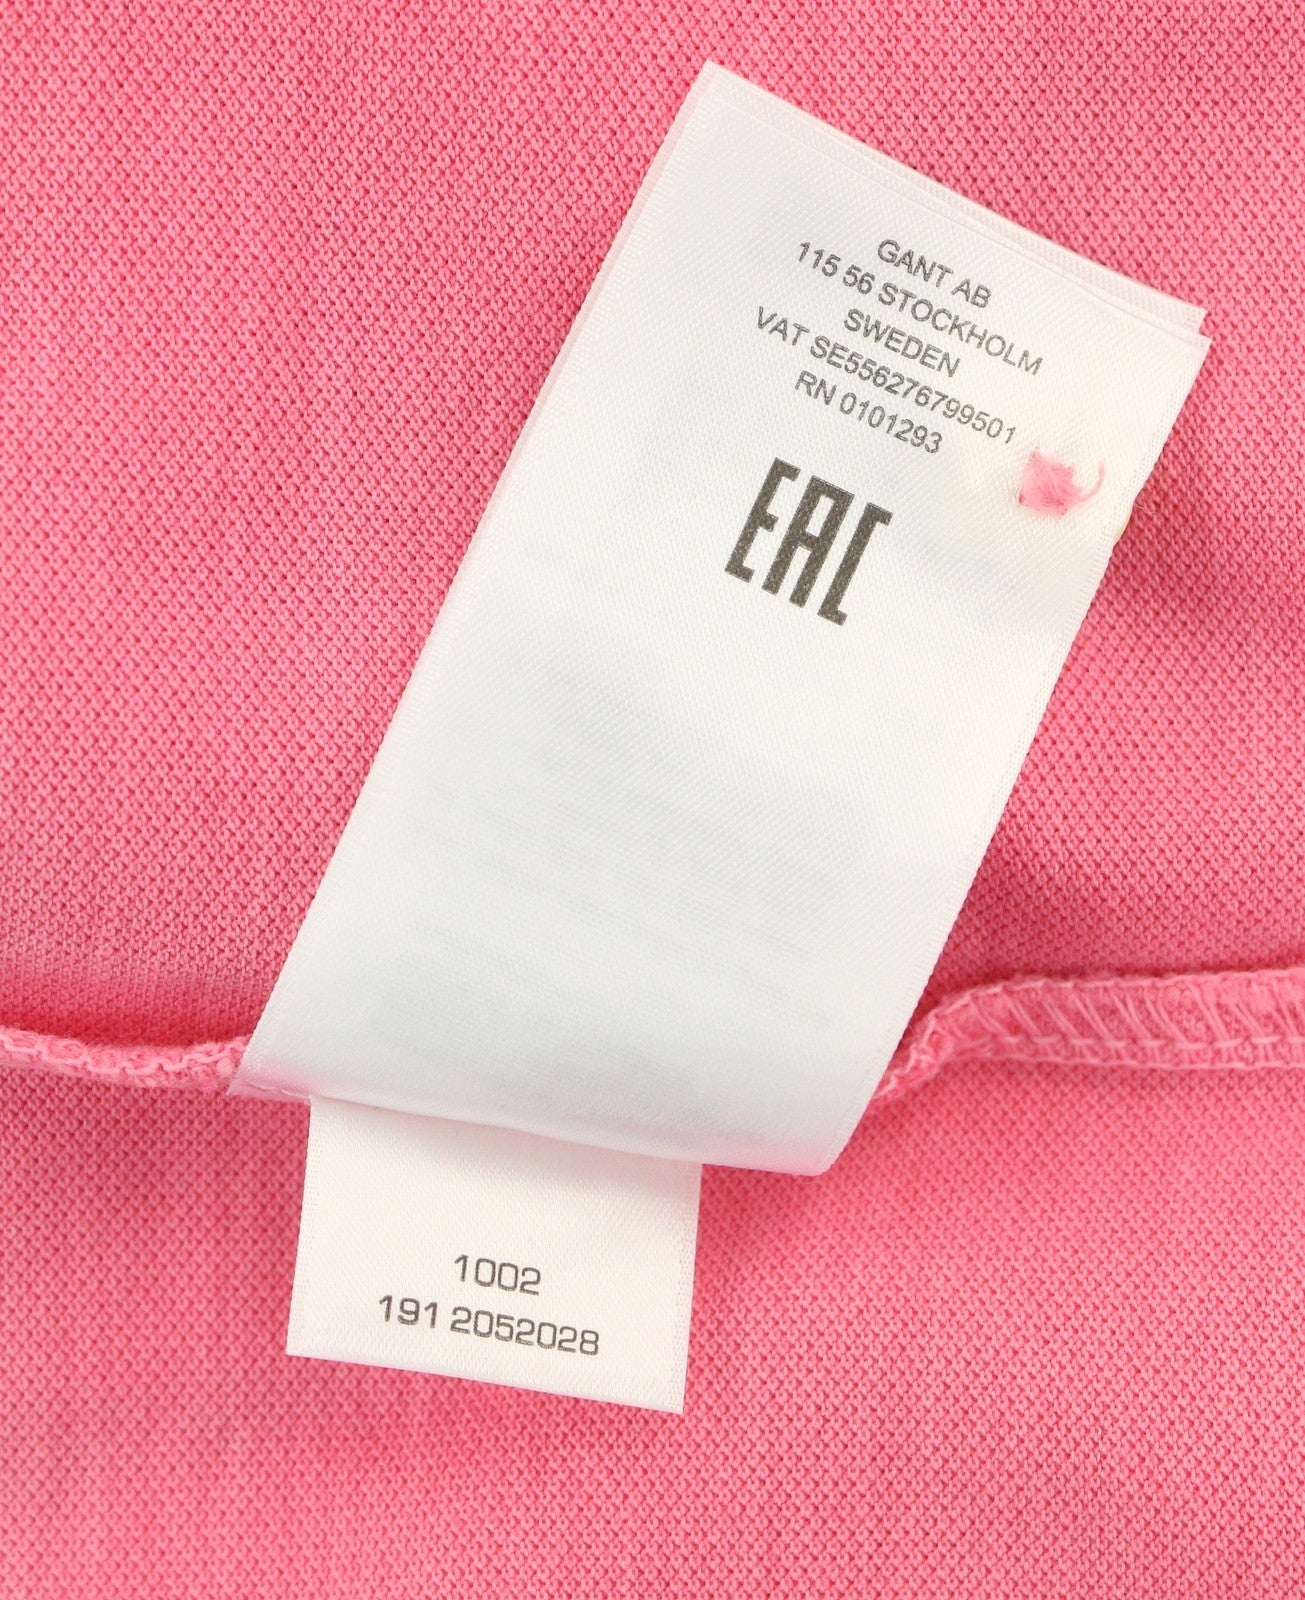 GANT AB
115 56 STOCKHOLM
SWEDEN
VAT SE556276799501
RN 0101293
EAC
1002
191 2052028